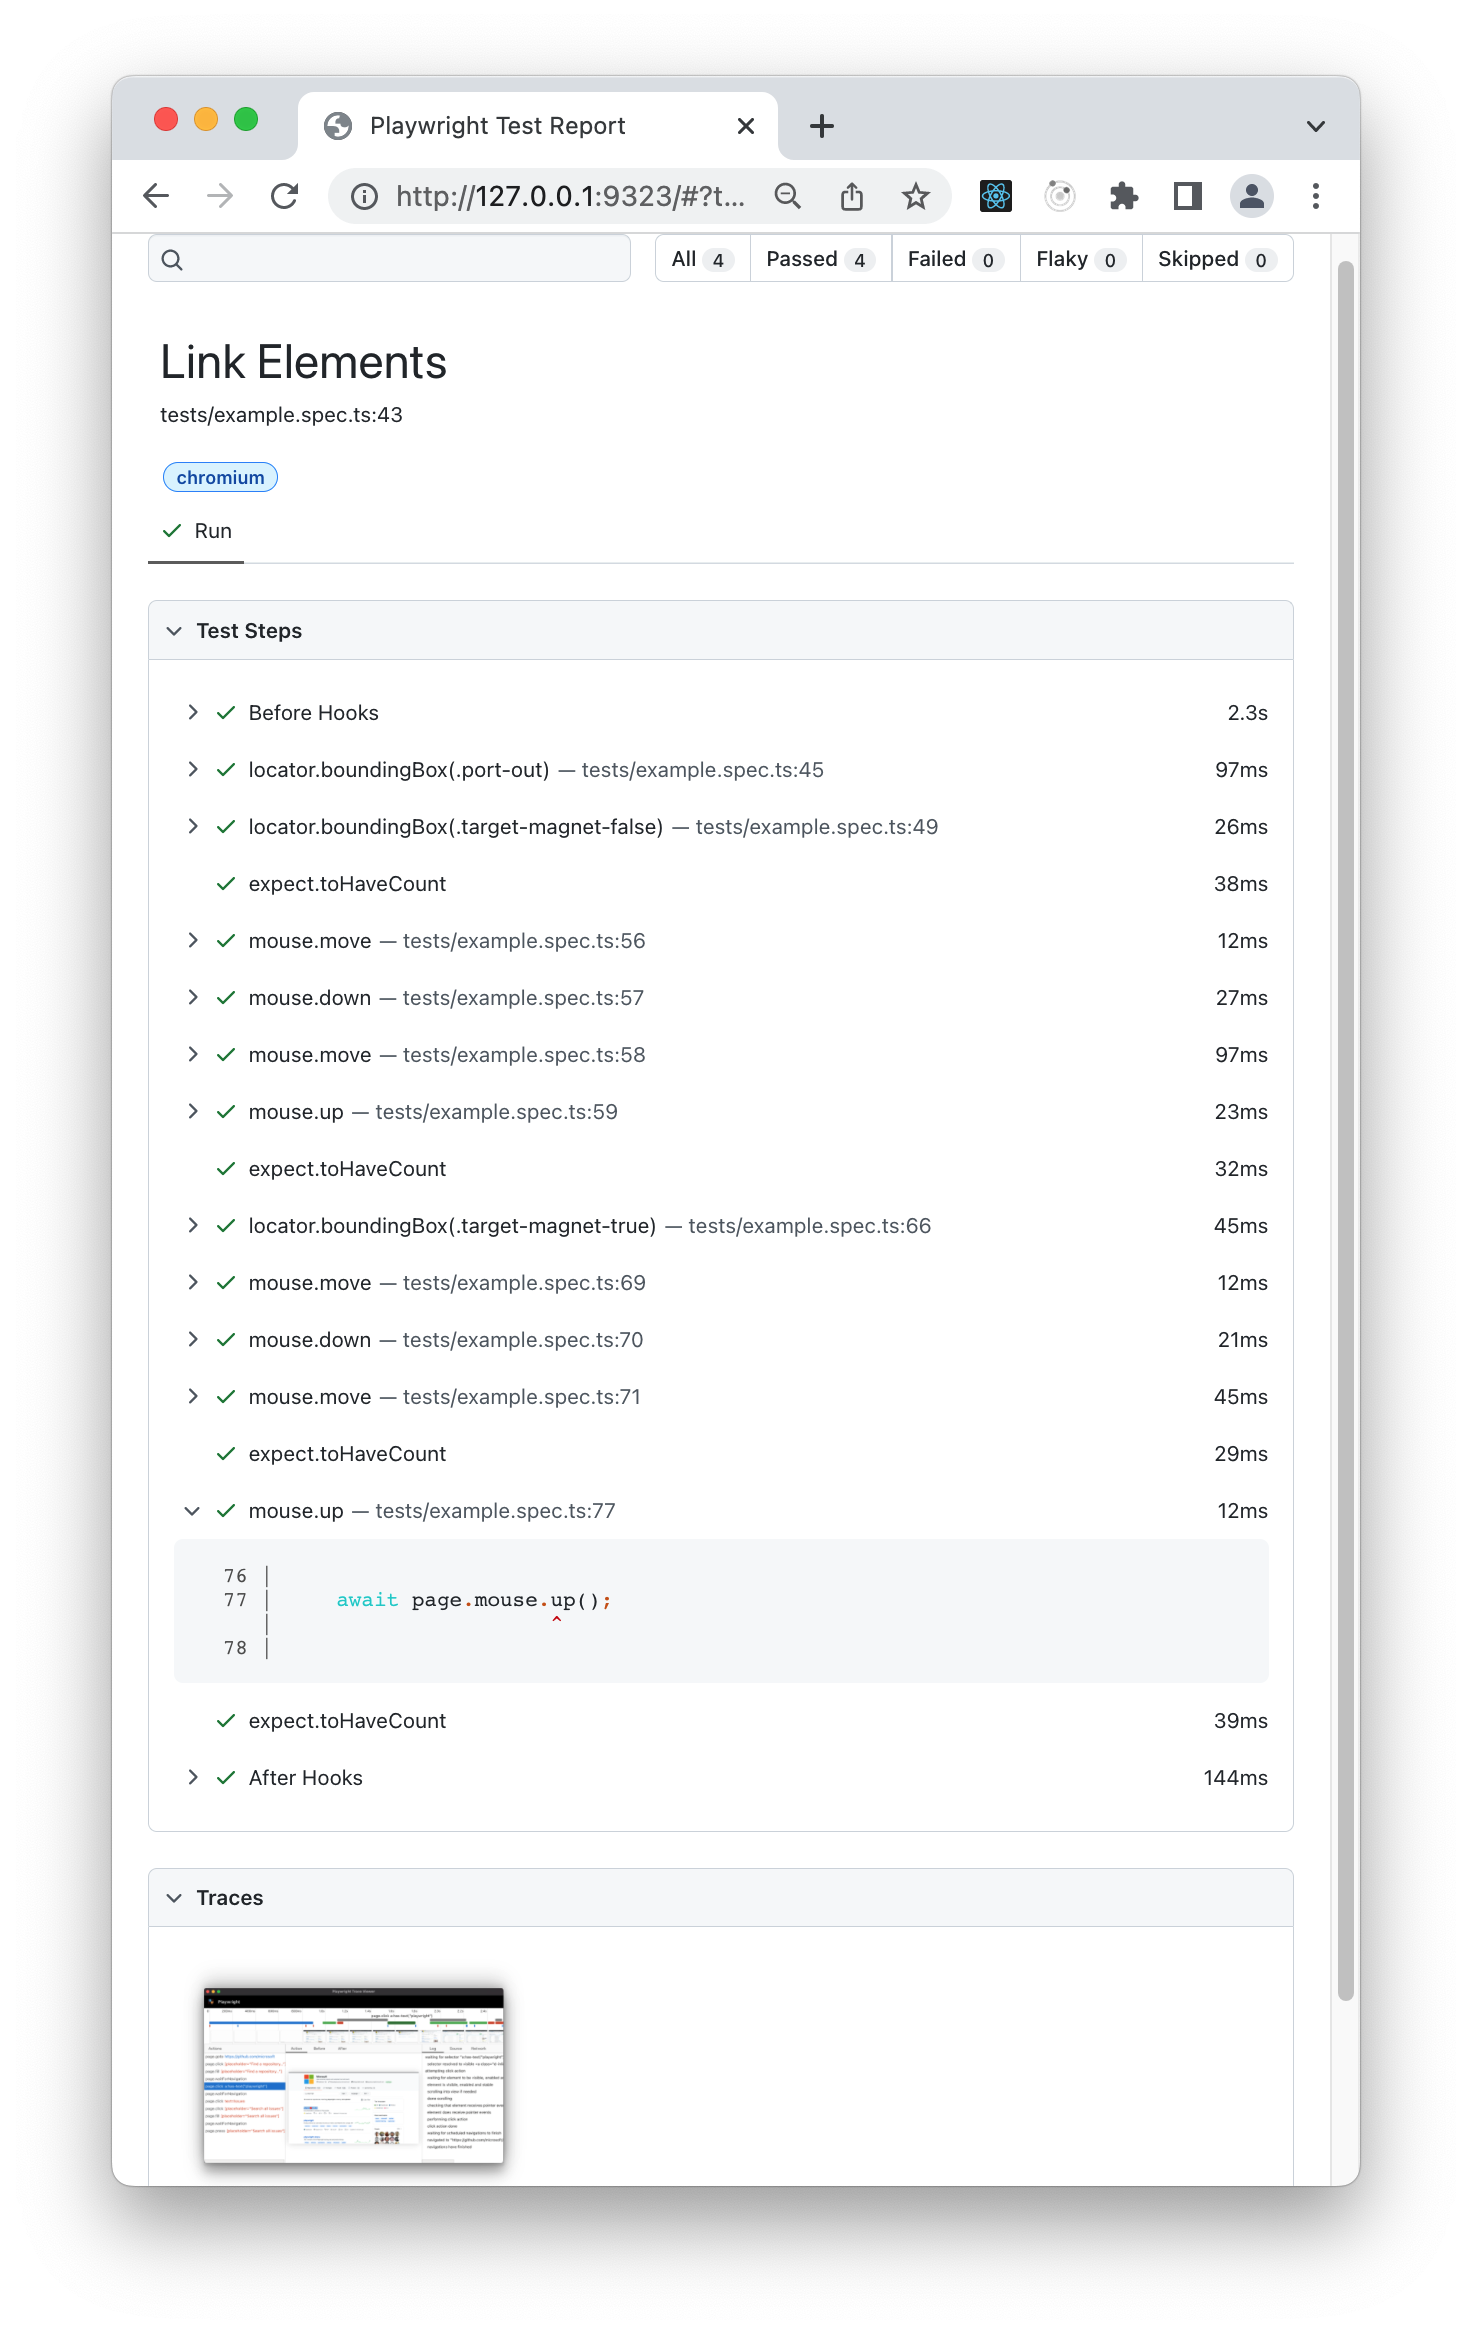 Playwright Test Report
http://127.0.0.1:9323/#?t...
All 4 Passed 4 Failed 0 Flaky 0 Skipped 0
Link Elements
tests/example.spec.ts:43
chromium
Run
Test Steps
Before Hooks 2.3s
locator.boundingBox(.port-out) — tests/example.spec.ts:45 97ms
locator.boundingBox(.target-magnet-false) — tests/example.spec.ts:49 26ms
expect.toHaveCount 38ms
mouse.move — tests/example.spec.ts:56 12ms
mouse.down — tests/example.spec.ts:57 27ms
mouse.move — tests/example.spec.ts:58 97ms
mouse.up — tests/example.spec.ts:59 23ms
expect.toHaveCount 32ms
locator.boundingBox(.target-magnet-true) — tests/example.spec.ts:66 45ms
mouse.move — tests/example.spec.ts:69 12ms
mouse.down — tests/example.spec.ts:70 21ms
mouse.move — tests/example.spec.ts:71 45ms
expect.toHaveCount 29ms
mouse.up — tests/example.spec.ts:77 12ms
76 |
77 | await page.mouse.up();
| ^
78 |
expect.toHaveCount 39ms
After Hooks 144ms
Traces